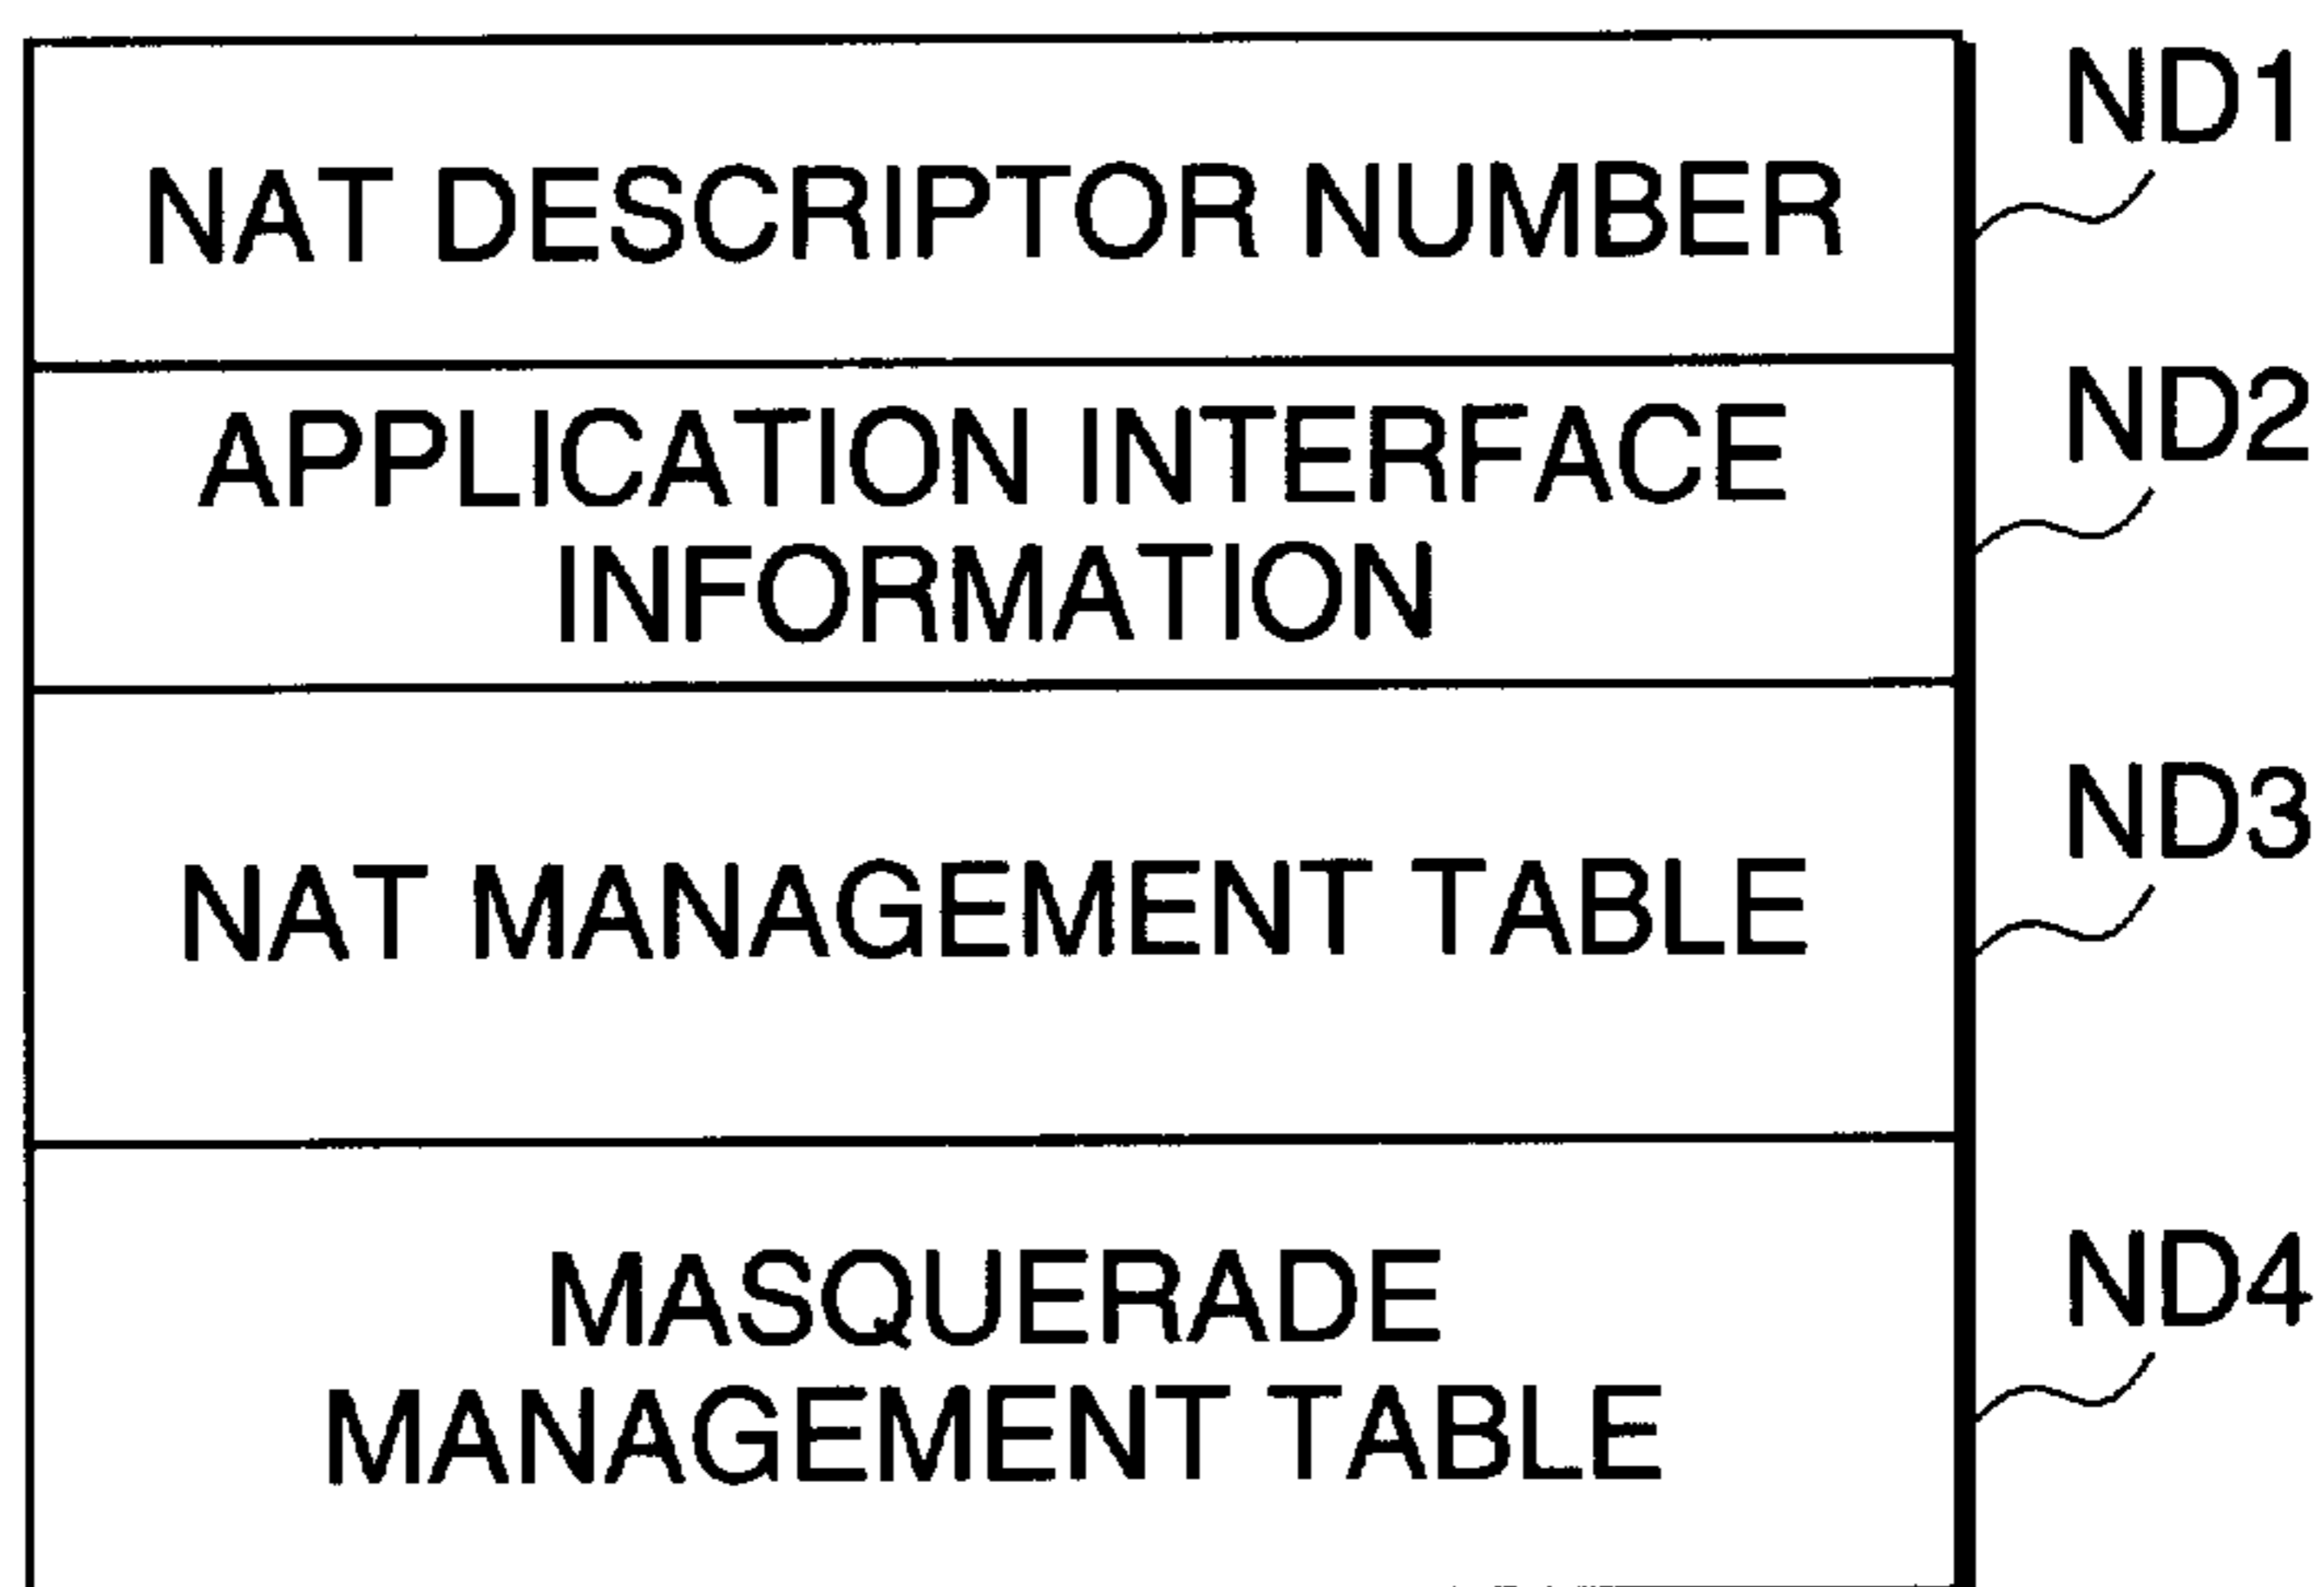 NAT DESCRIPTOR NUMBER
ND1
APPLICATION INTERFACE
INFORMATION
ND2
NAT MANAGEMENT TABLE
ND3
MASQUERADE
MANAGEMENT TABLE
ND4